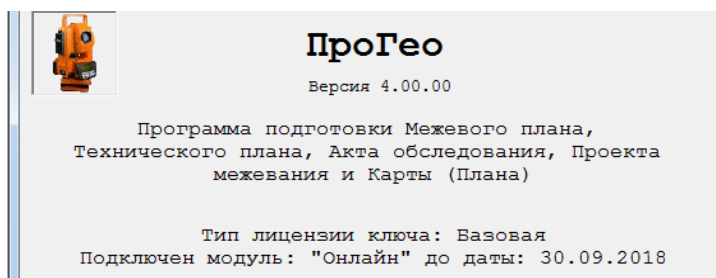 ПроГео
Версия 4.00.00
Программа подготовки Межевого плана,
Технического плана, Акта обследования, Проекта
межевания и Карты (Плана)
Тип лицензии ключа: Базовая
Подключен модуль: "Онлайн" до даты: 30.09.2018